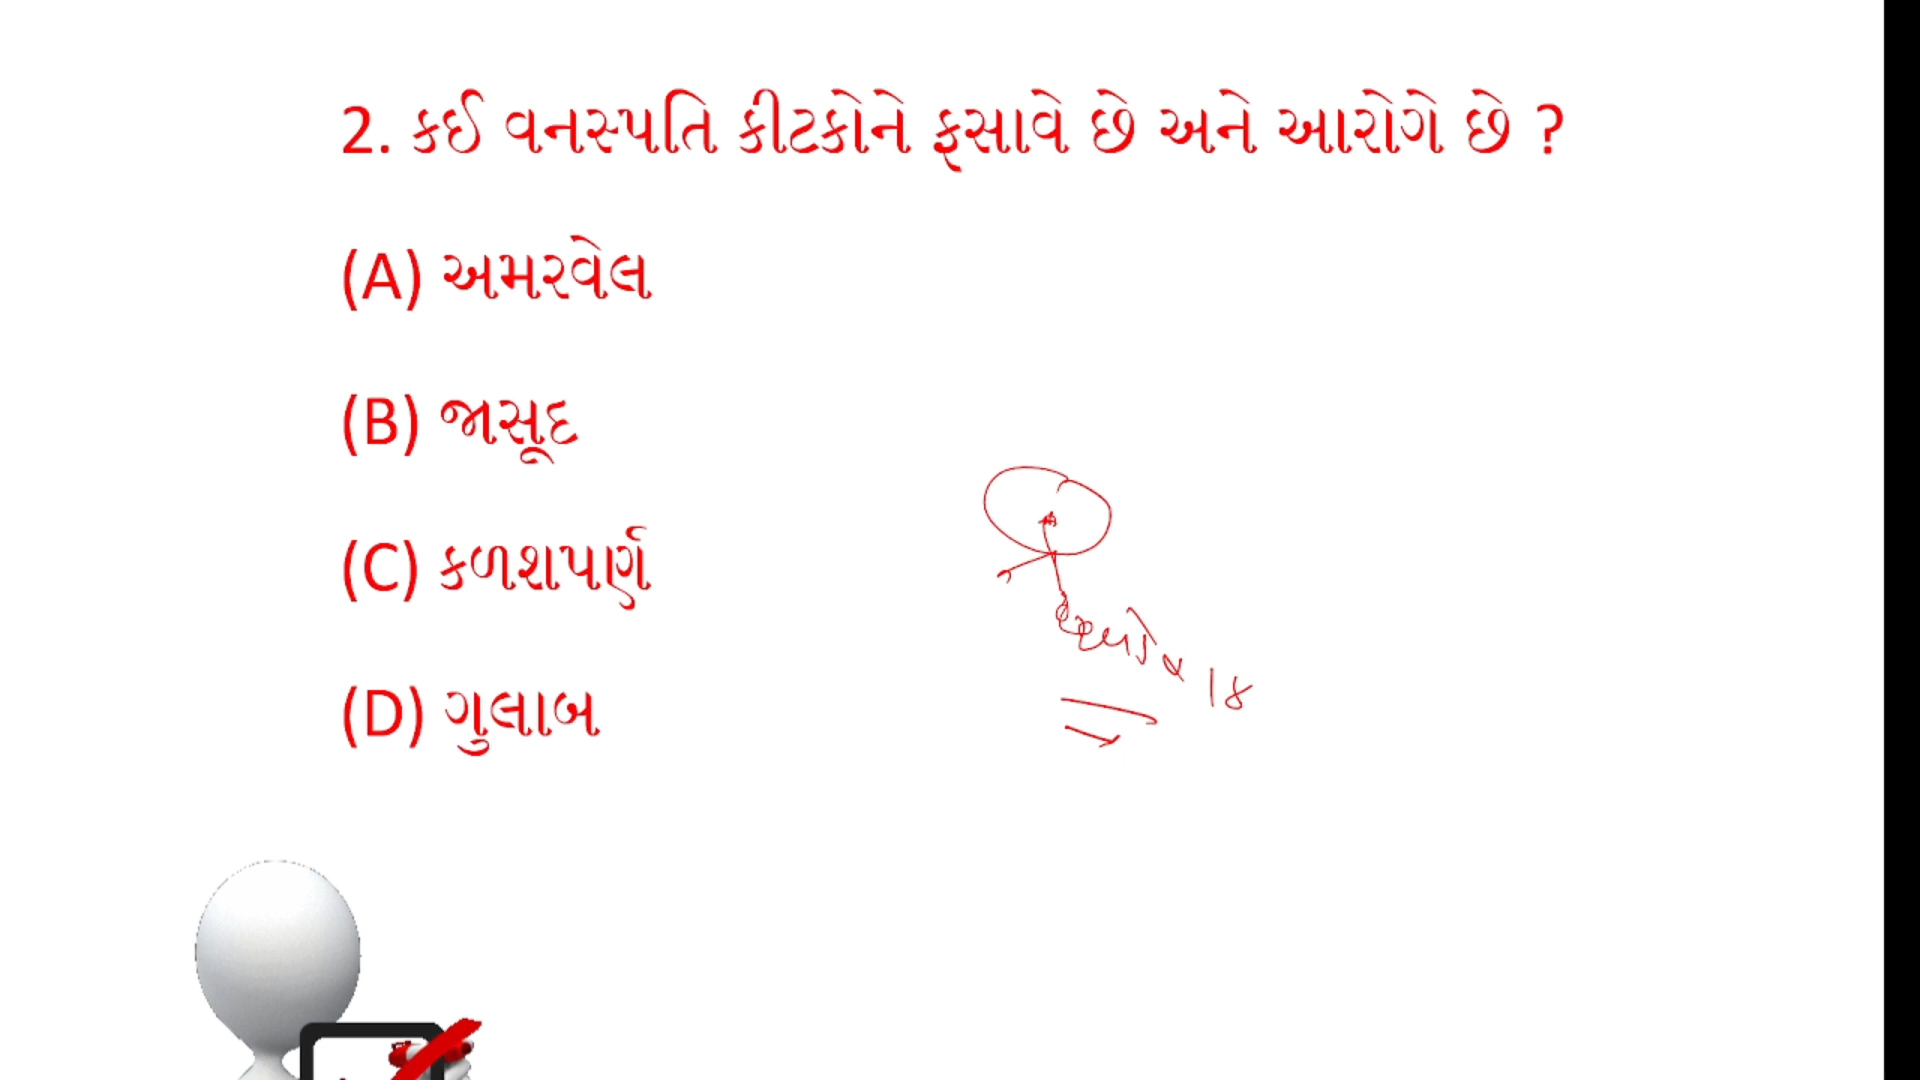 2. કઈ વનસ્પતિ કીટકોને ફસાવે છે અને આરોગે છે ?
(A) અમરવેલ
(B) જાસૂદ
(C) કળશપર્ણ
(D) ગુલાબ